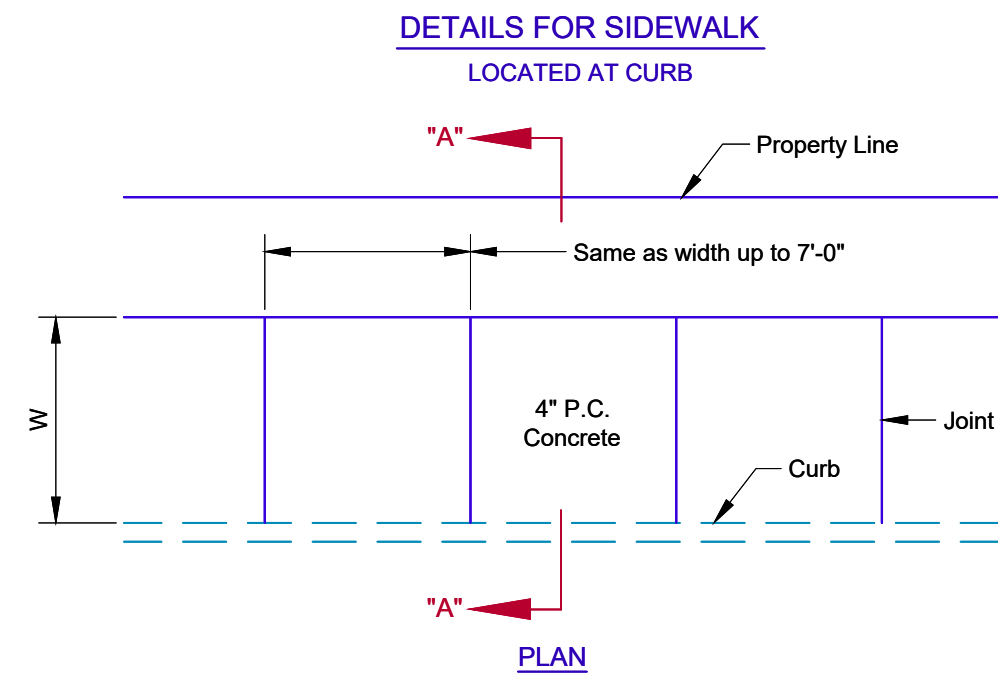 DETAILS FOR SIDEWALK
LOCATED AT CURB
"A"
Property Line
Same as width up to 7'-0"
W
4" P.C.
Concrete
Joint
Curb
"A"
PLAN